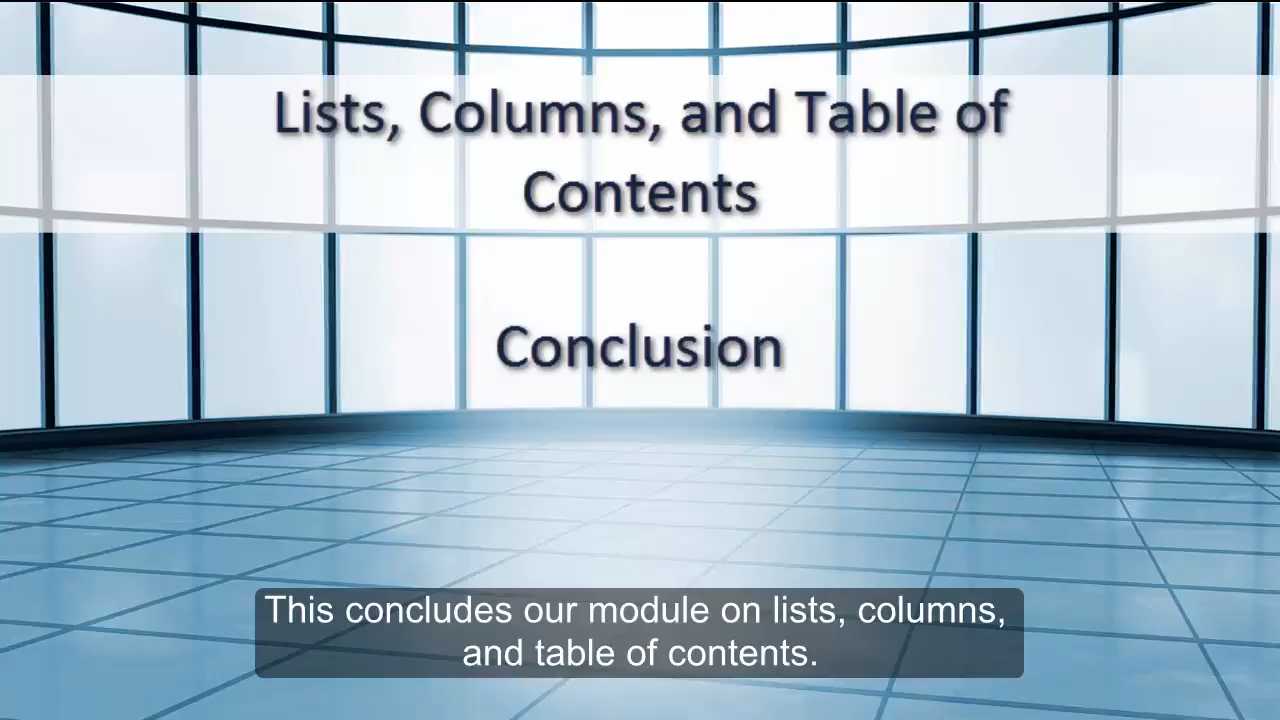 Lists, Columns, and Table of
Contents
Conclusion
This concludes our module on lists, columns,
and table of contents.